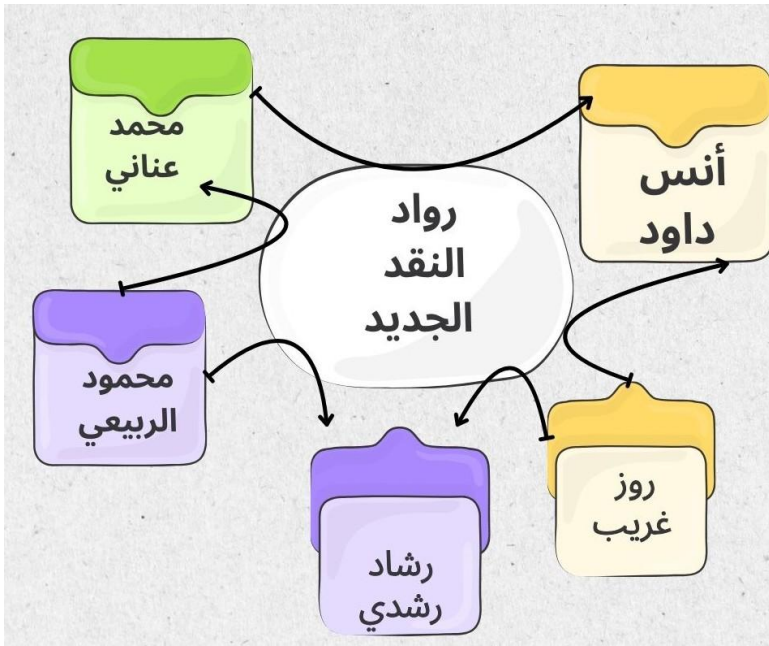 رواد
النقد
الجديد
أنس
داود
محمد
عناني
محمود
الربيعي
رشاد
رشدي
روز
غريب